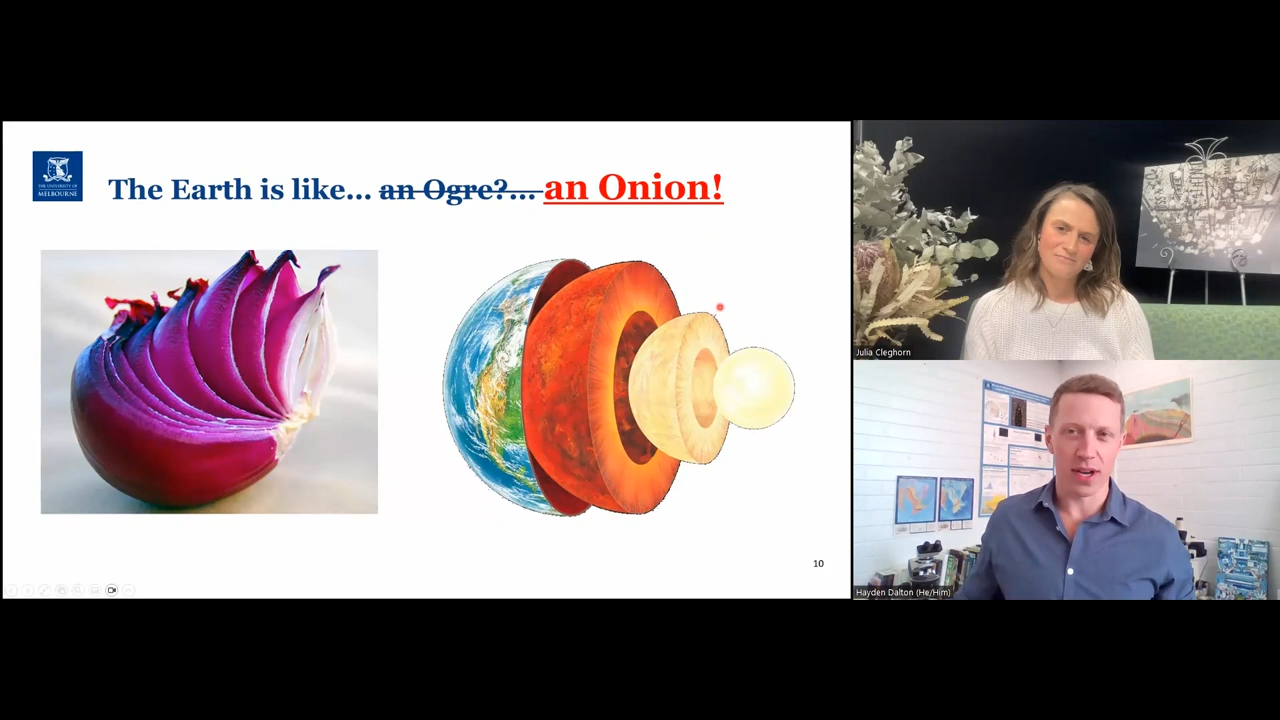 THE UNIVERSITY OF
MELBOURNE
The Earth is like... an Ogre?... an Onion!
10
Julia Cleghorn
Hayden Dalton (He/Him)